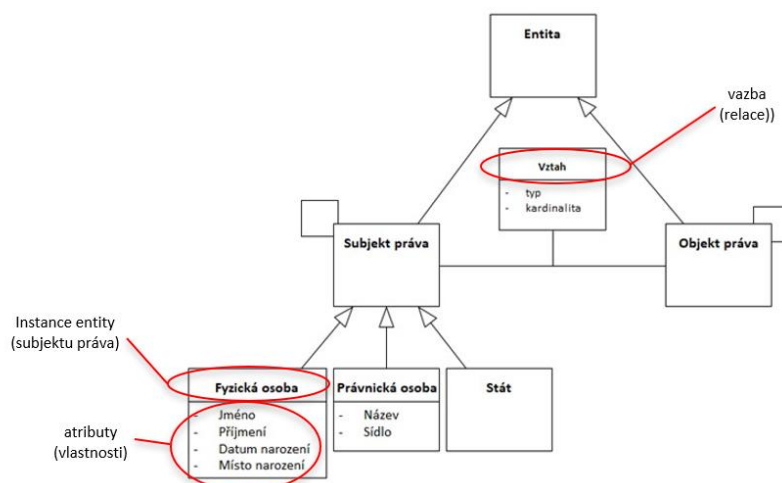 Entita
vazba
(relace))
Vztah
- typ
- kardinalita
Subjekt práva
Objekt práva
Instance entity
(subjektu práva)
Fyzická osoba
- Jméno
- Příjmení
- Datum narození
- Místo narození
Právnická osoba
- Název
- Sídlo
Stát
atributy
(vlastnosti)